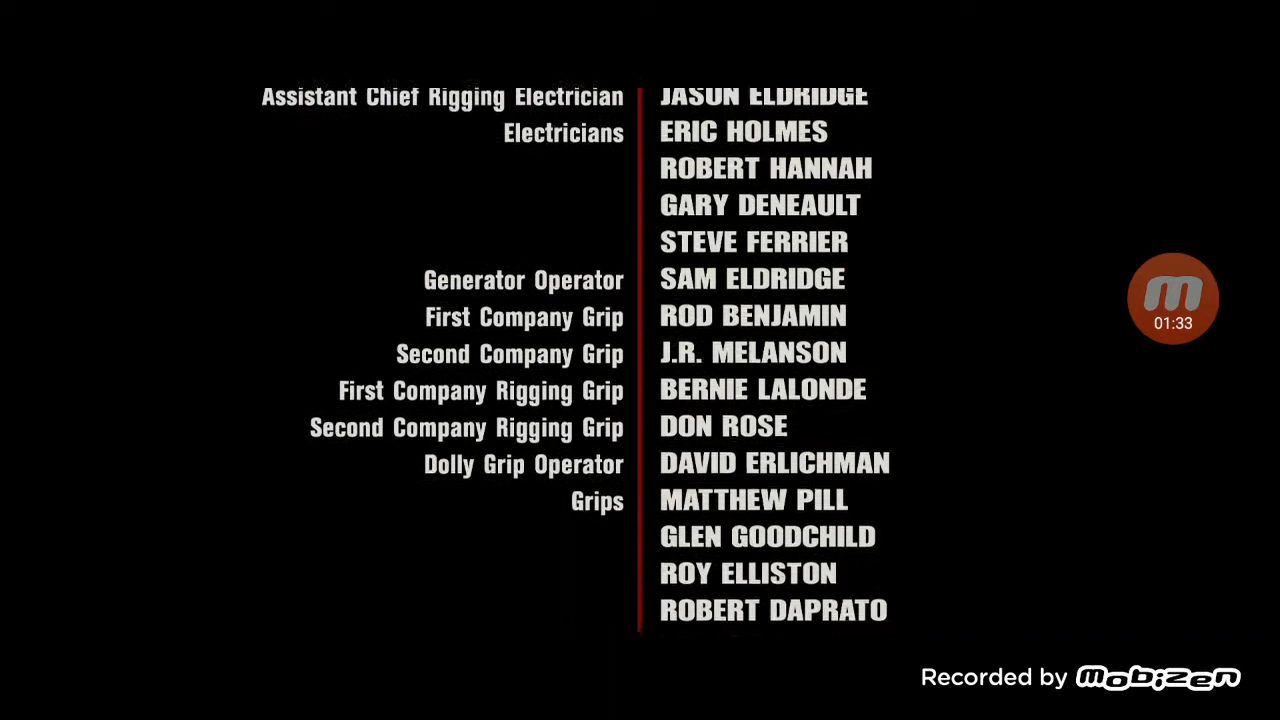 Assistant Chief Rigging Electrician JASON ELDRIDGE
Electricians ERIC HOLMES
ROBERT HANNAH
GARY DENEAULT
STEVE FERRIER
Generator Operator SAM ELDRIDGE
First Company Grip ROD BENJAMIN
Second Company Grip J.R. MELANSON
First Company Rigging Grip BERNIE LALONDE
Second Company Rigging Grip DON ROSE
Dolly Grip Operator DAVID ERLICHMAN
Grips MATTHEW PILL
GLEN GOODCHILD
ROY ELLISTON
ROBERT DAPRATO
m
01:33
Recorded by mobizen